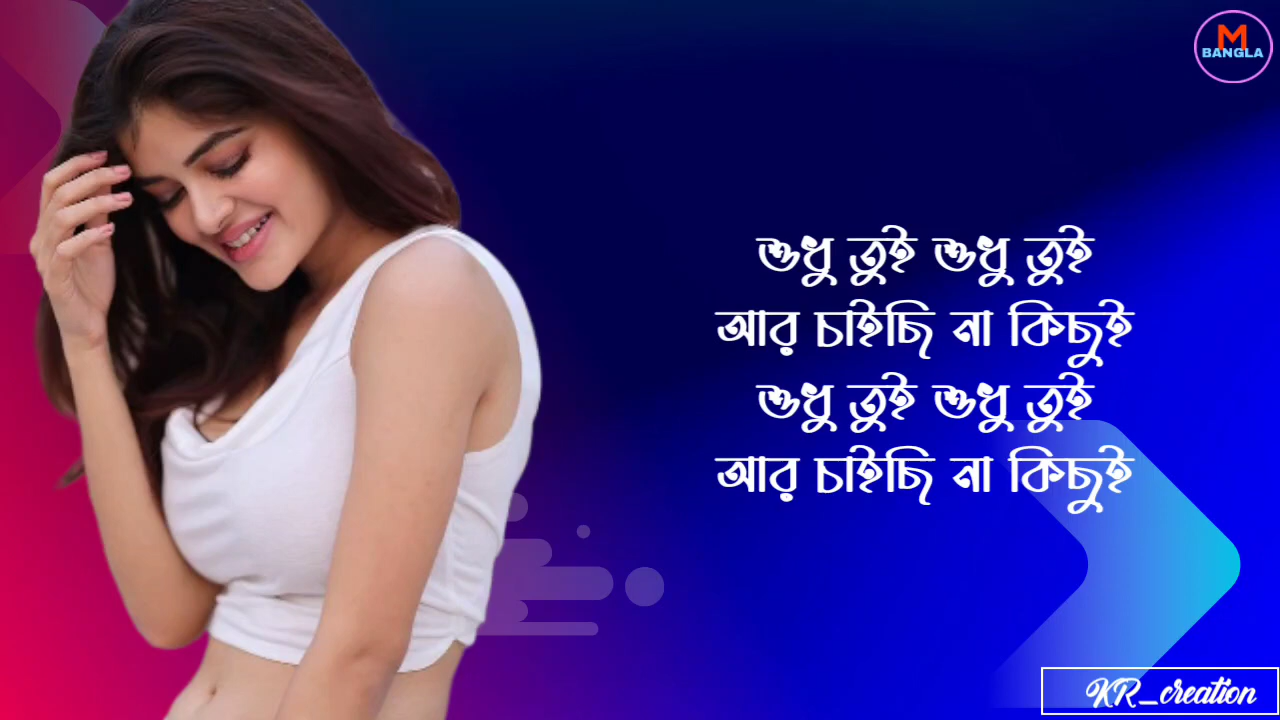 M
BANGLA
শুধু তুই শুধু তুই
আর চাইছি না কিছুই
শুধু তুই শুধু তুই
আর চাইছি না কিছুই
KR_creation